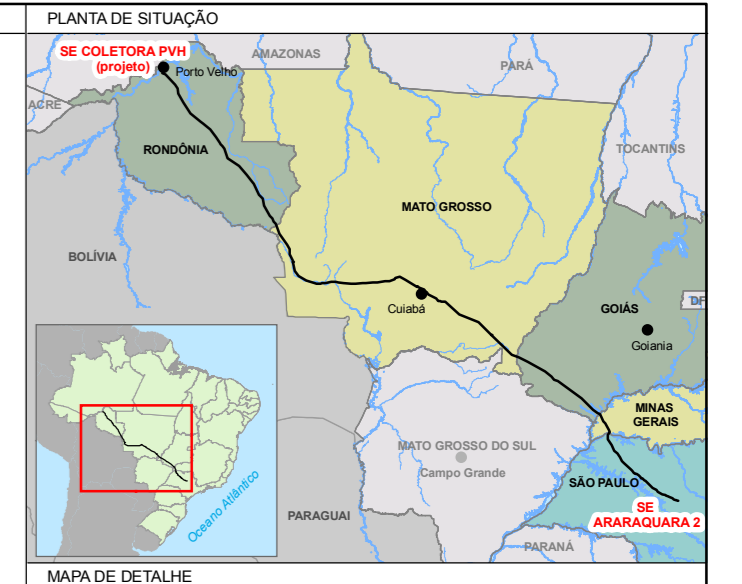 PLANTA DE SITUAÇÃO
SE COLETORA PVH
(projeto)
Porto Velho
AMAZONAS
PARÁ
ACRE
TOCANTINS
RONDÔNIA
MATO GROSSO
BOLÍVIA
Cuiabá
GOIÁS
DF
Goiania
MINAS
GERAIS
MATO GROSSO DO SUL
Campo Grande
SÃO PAULO
SE
ARARAQUARA 2
Oceano Atlântico
PARAGUAI
PARANÁ
MAPA DE DETALHE